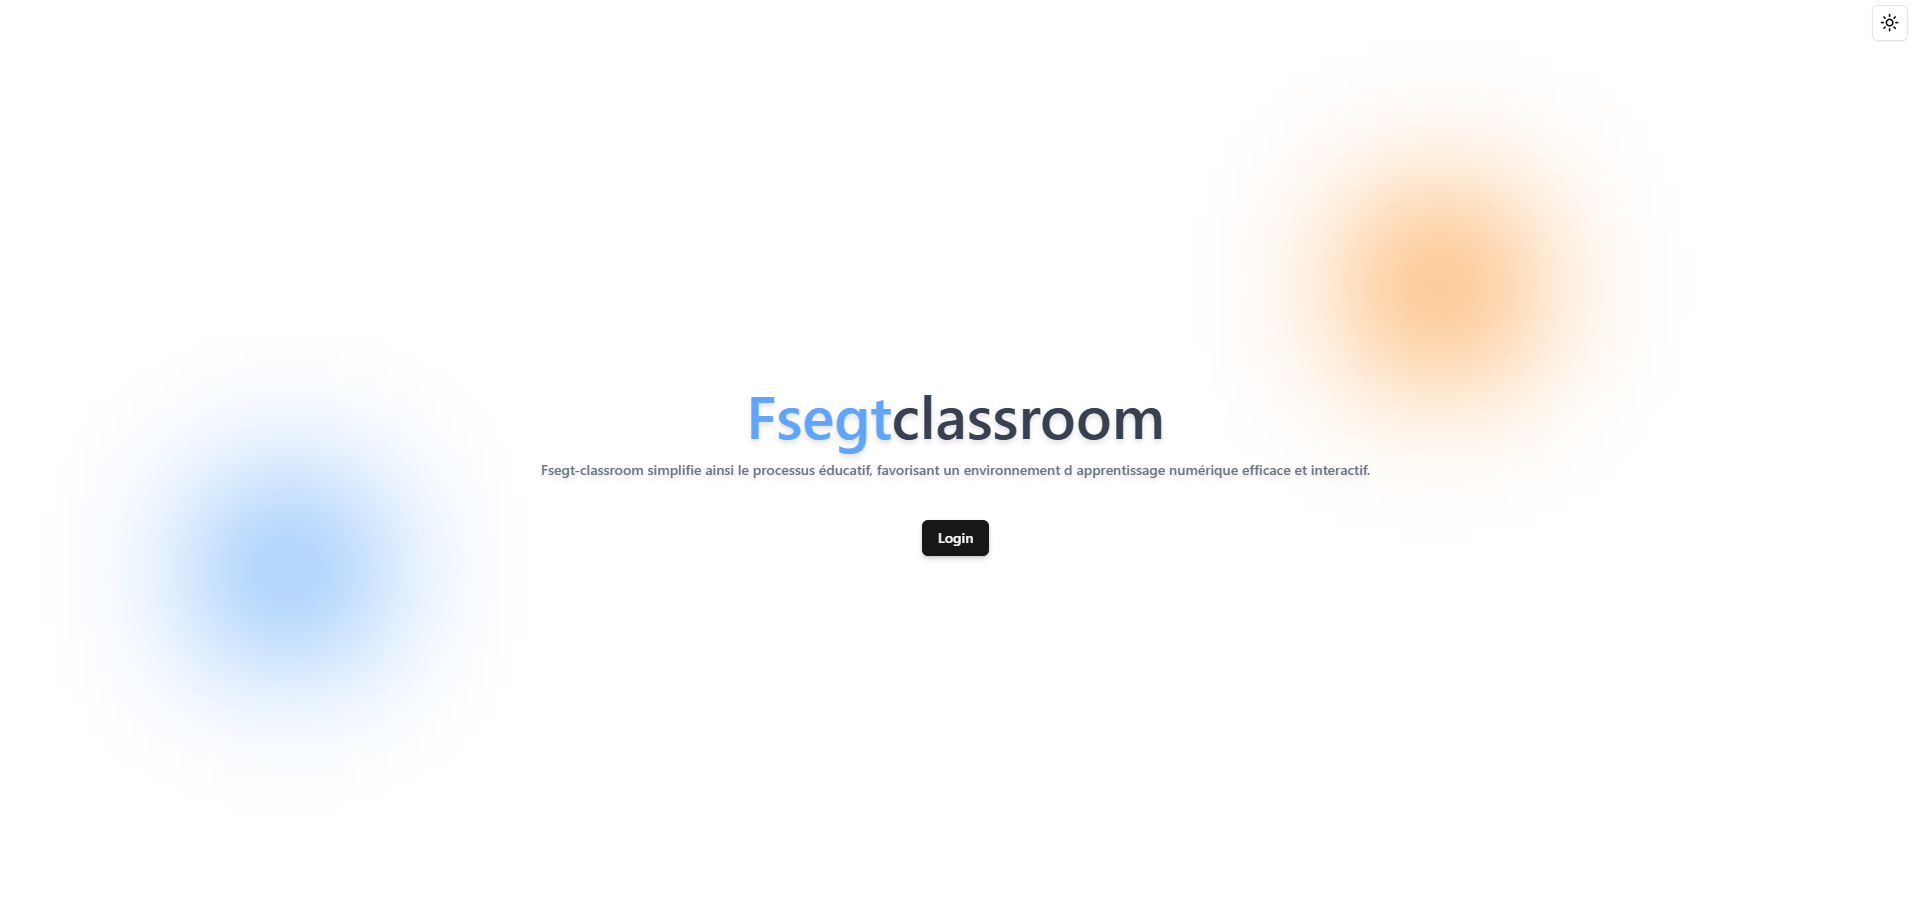 Fsegtclassroom
Fsegt-classroom simplifie ainsi le processus éducatif, favorisant un environnement d apprentissage numérique efficace et interactif.
Login